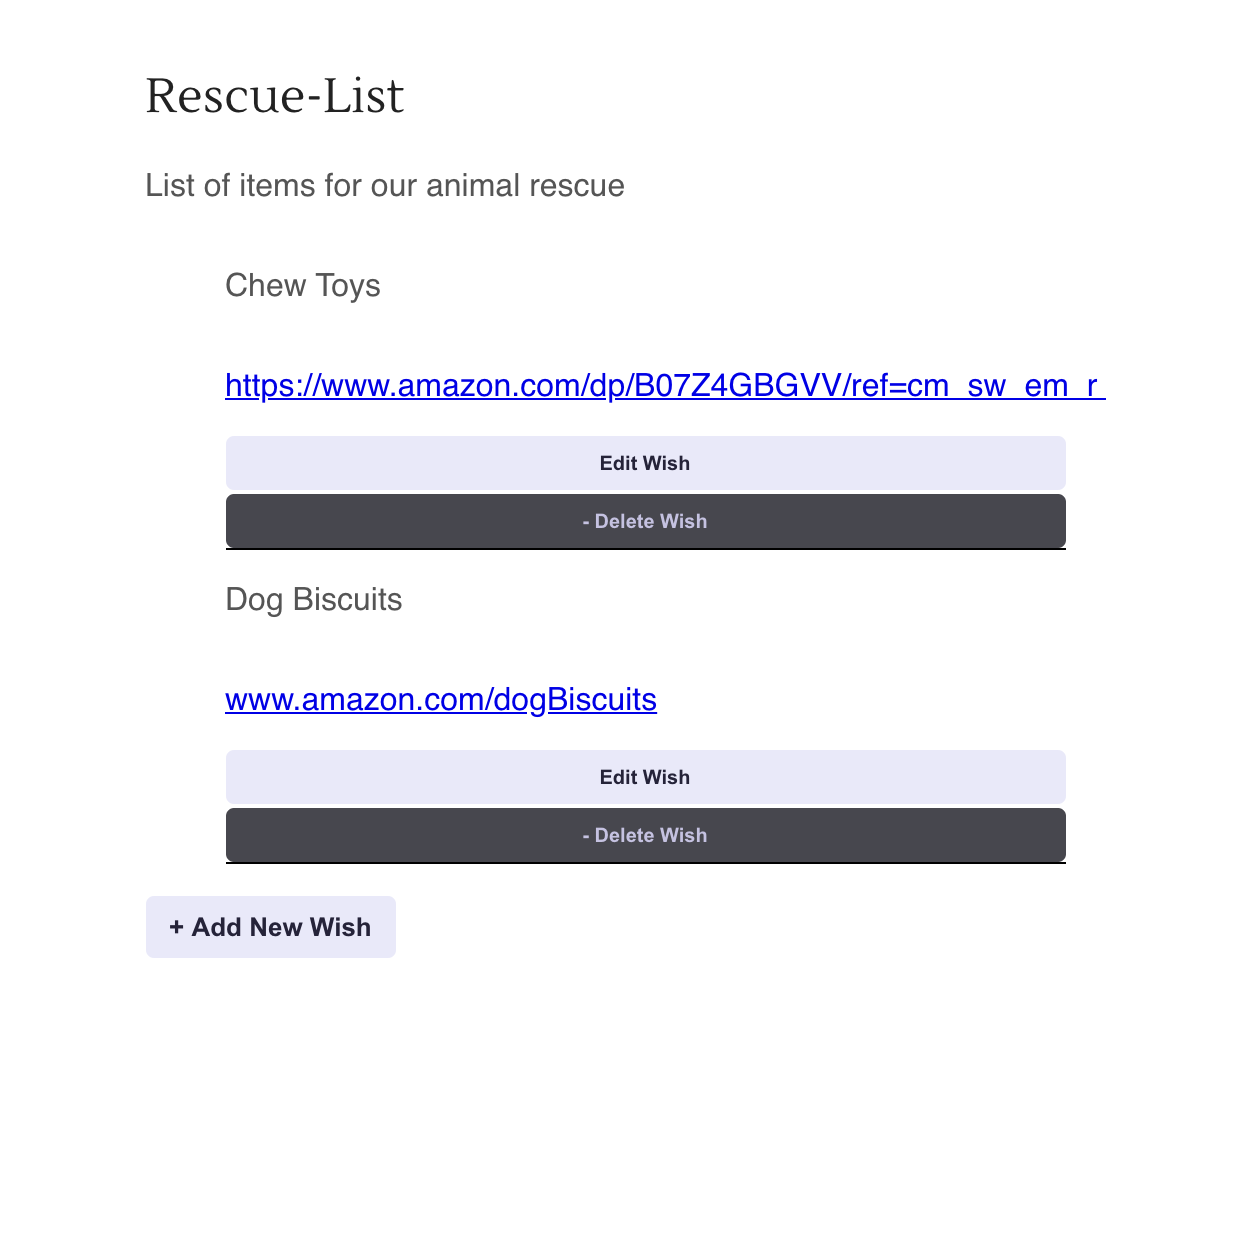 Rescue-List
List of items for our animal rescue
Chew Toys
https://www.amazon.com/dp/B07Z4GBGVV/ref=cm_sw_em_r_
Edit Wish
- Delete Wish
Dog Biscuits
www.amazon.com/dogBiscuits
Edit Wish
- Delete Wish
+ Add New Wish